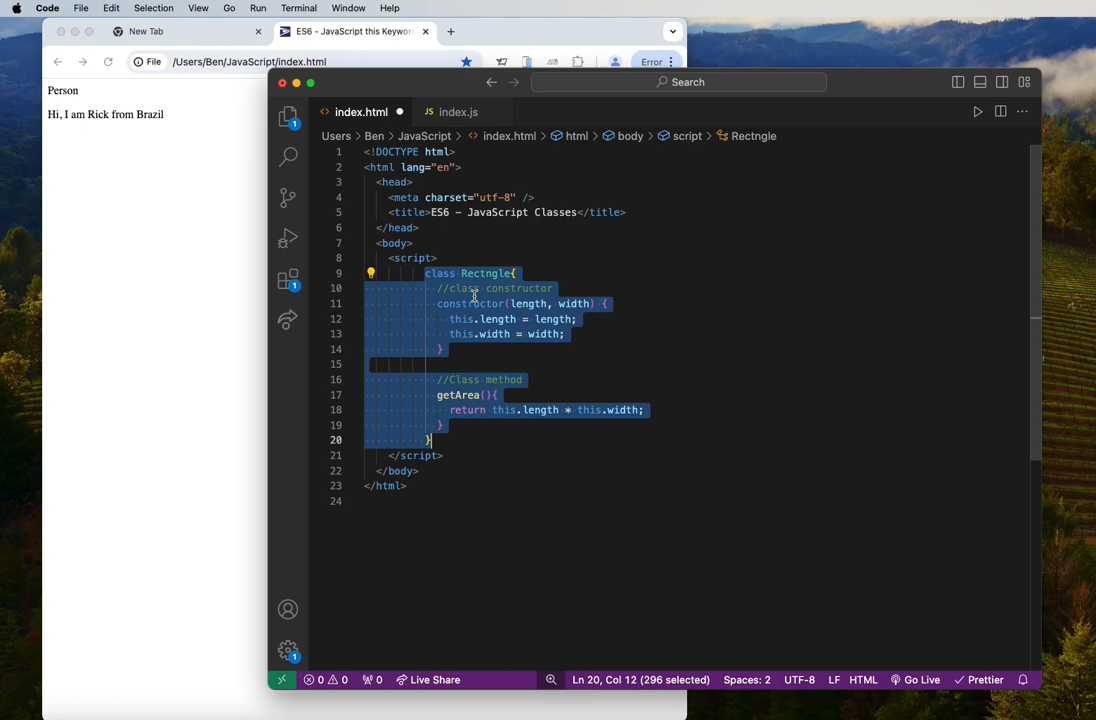 Code File Edit Selection View Go Run Terminal Window Help
New Tab
ES6 - JavaScript this Keywor
File /Users/Ben/JavaScript/index.html
Error
Person
Hi, I am Rick from Brazil
Search
index.html
JS index.js
Users > Ben > JavaScript > index.html > html > body > script > Rectngle
1 <!DOCTYPE html>
2 <html lang="en">
3 <head>
4 <meta charset="utf-8" />
5 <title>ES6 - JavaScript Classes</title>
6 </head>
7 <body>
8 <script>
9 class Rectngle{
10 //class constructor
11 constructor(length, width) {
12 this.length = length;
13 this.width = width;
14 }
15
16 //Class method
17 getArea(){
18 return this.length * this.width;
19 }
20 }
21 </script>
22 </body>
23 </html>
24
1
1
1
0 0 0 Live Share Ln 20, Col 12 (296 selected) Spaces: 2 UTF-8 LF HTML Go Live Prettier